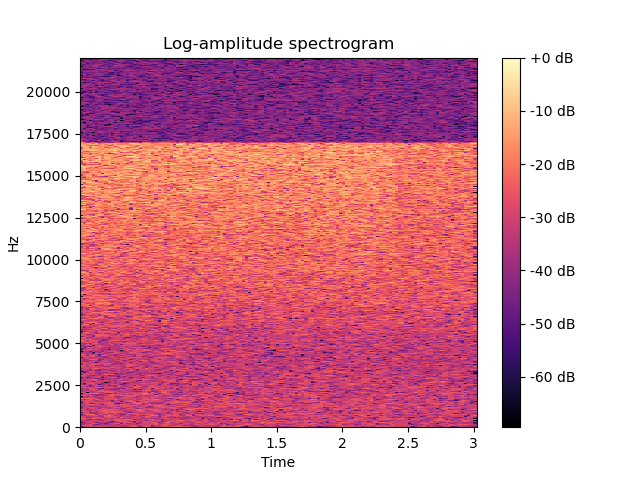 Log-amplitude spectrogram
Hz
20000
17500
15000
12500
10000
7500
5000
2500
0
0
0.5
1
1.5
2
2.5
3
Time
+0 dB
-10 dB
-20 dB
-30 dB
-40 dB
-50 dB
-60 dB